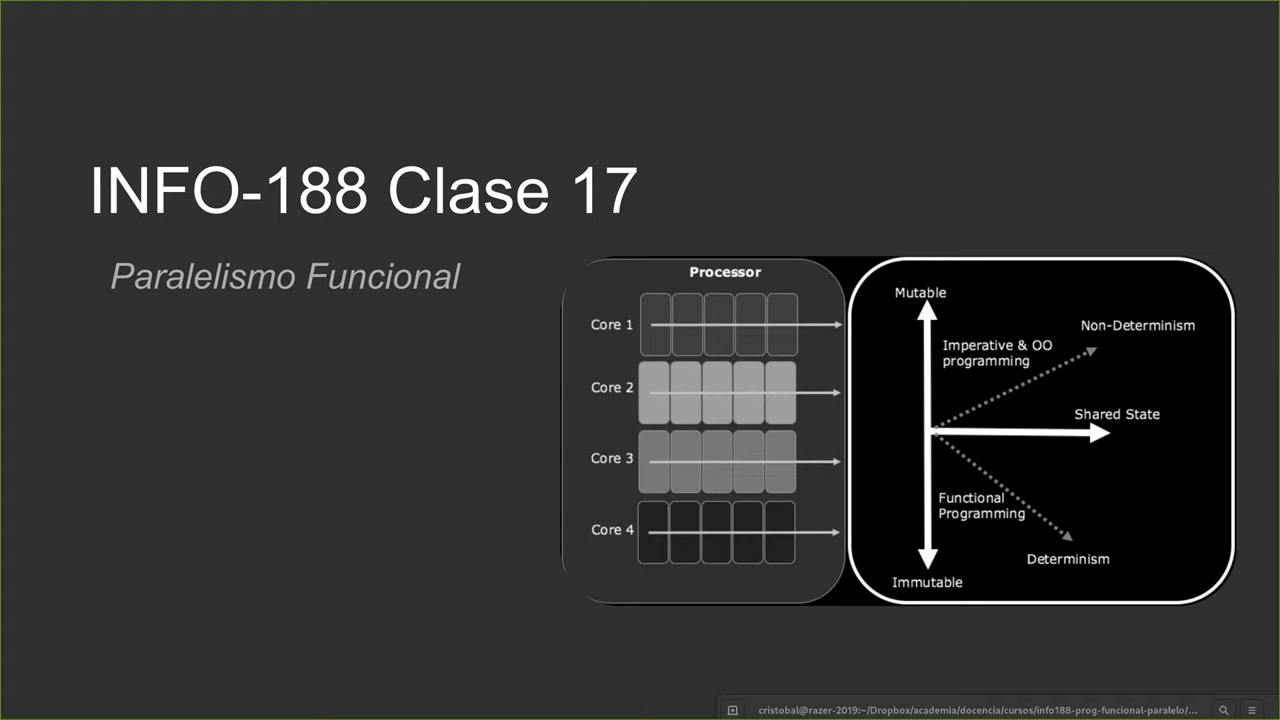 INFO-188 Clase 17
Paralelismo Funcional
Processor
Core 1
Core 2
Core 3
Core 4
Mutable
Non-Determinism
Imperative & OO
programming
Shared State
Functional
Programming
Determinism
Immutable
cristobal@razer-2019:~/Dropbox/academia/docencia/cursos/info188-prog-funcional-paralelo/...